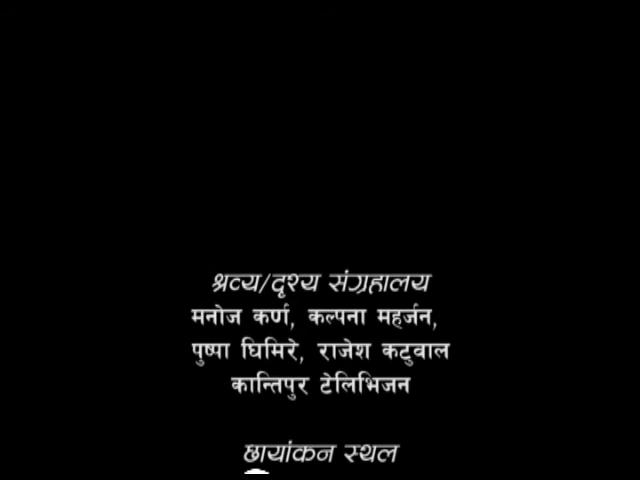 श्रव्य/दृश्य संग्रहालय
मनोज कर्ण, कल्पना महर्जन,
पुष्पा घिमिरे, राजेश कटुवाल
कान्तिपुर टेलिभिजन
छायांकन स्थल